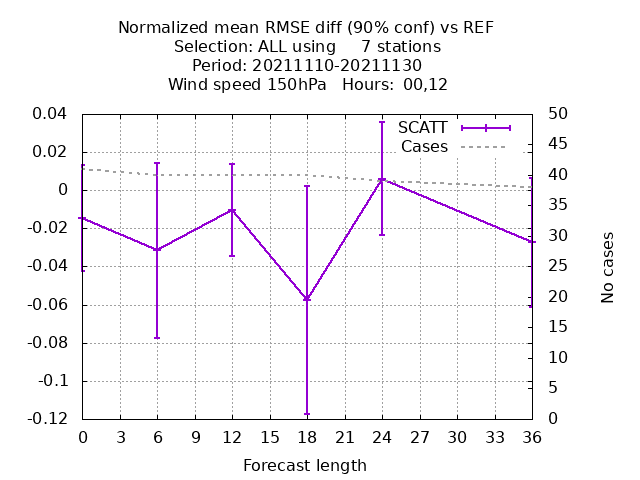 Normalized mean RMSE diff (90% conf) vs REF
Selection: ALL using     7 stations
Period: 20211110-20211130
Wind speed 150hPa   Hours: 00,12
0.04
0.02
0
-0.02
-0.04
-0.06
-0.08
-0.1
-0.12
SCATT
Cases
50
45
40
35
30
25
20
15
10
5
0
No cases
0 3 6 9 12 15 18 21 24 27 30 33 36
Forecast length